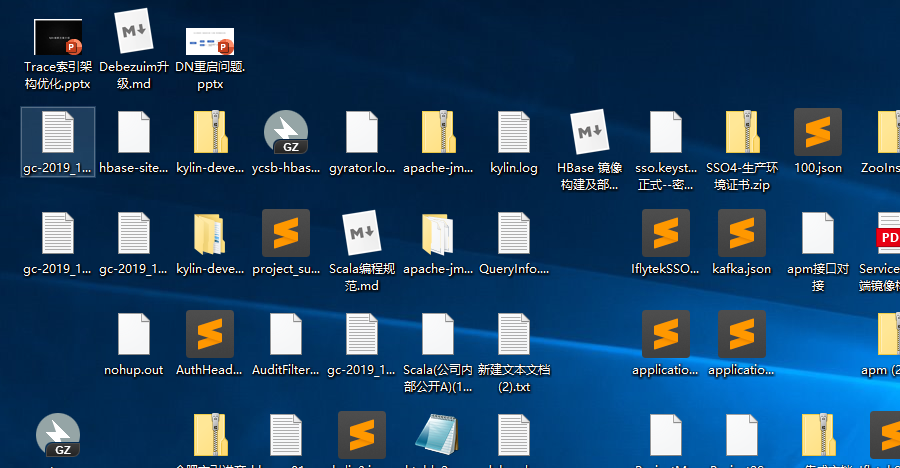 Trace索引架
构优化.pptx
Debezuim升
级.md
DN重启问题.
pptx
gc-2019_1...
hbase-site...
kylin-deve...
GZ
ycsb-hbas...
gyrator.lo...
apache-jm...
kylin.log
HBase 镜像
构建及部...
sso.keyst...
正式--密...
SSO4-生产环
境证书.zip
100.json
ZooIns
gc-2019_1...
gc-2019_1...
kylin-deve...
project_su...
Scala编程规
范.md
apache-jm...
QueryInfo....
IflytekSSO...
kafka.json
apm接口对
接
PD
Service
端镜像构
nohup.out
AuthHead...
AuditFilter...
gc-2019_1...
Scala(公司内
部公开A)(1...
新建文本文档
(2).txt
applicatio...
applicatio...
apm (2
GZ